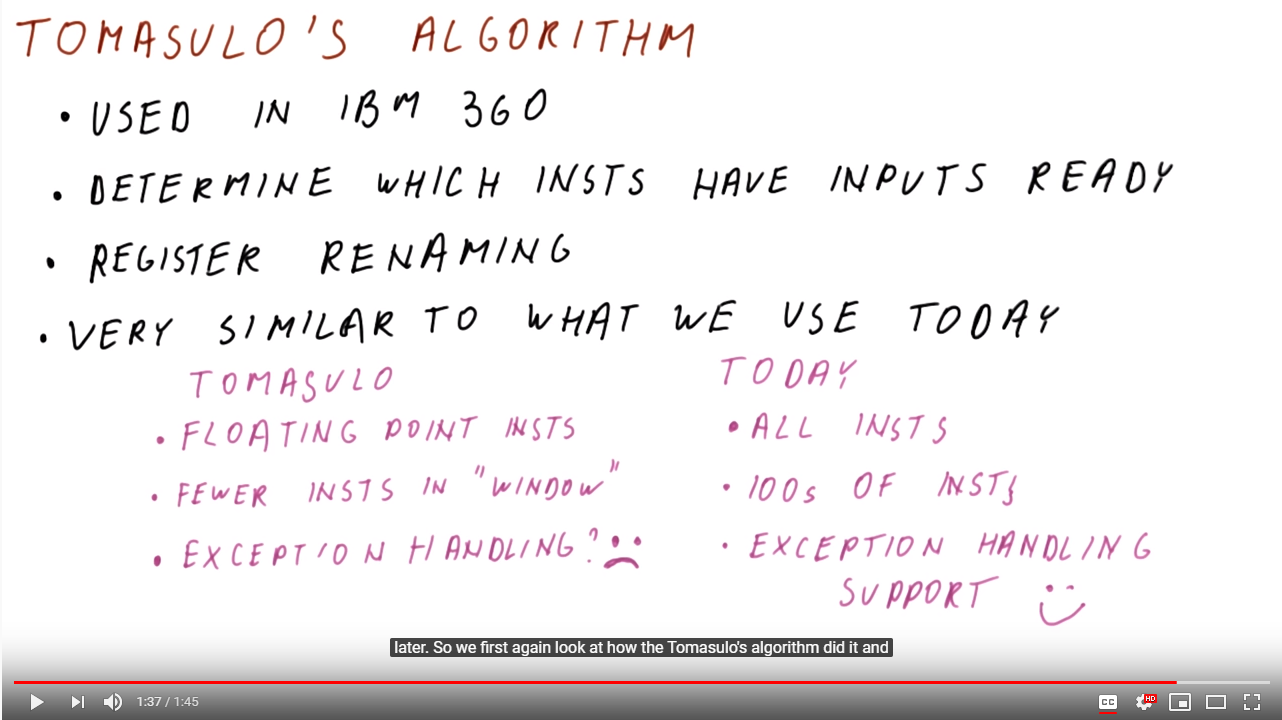 TOMASULO'S ALGORITHM
• USED IN IBM 360
• DETERMINE WHICH INSTS HAVE INPUTS READY
• REGISTER RENAMING
• VERY SIMILAR TO WHAT WE USE TODAY
TOMASULO
• FLOATING POINT INSTS
• FEWER INSTS IN "WINDOW"
• EXCEPTION HANDLING?
TODAY
• ALL INSTS
• 100s OF INSTS
• EXCEPTION HANDLING
SUPPORT
later. So we first again look at how the Tomasulo's algorithm did it and
1:37 / 1:45
CC
HD